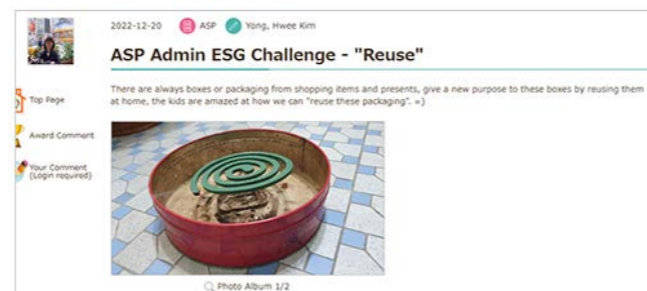 2022-12-20 ASP Yong, Hwee Kim
ASP Admin ESG Challenge - "Reuse"
There are always boxes or packaging from shopping items and presents, give a new purpose to these boxes by reusing them
at home, the kids are amazed at how we can "reuse these packaging". =)
Top Page
Award Comment
Your Comment
(Login required)
Photo Album 1/2